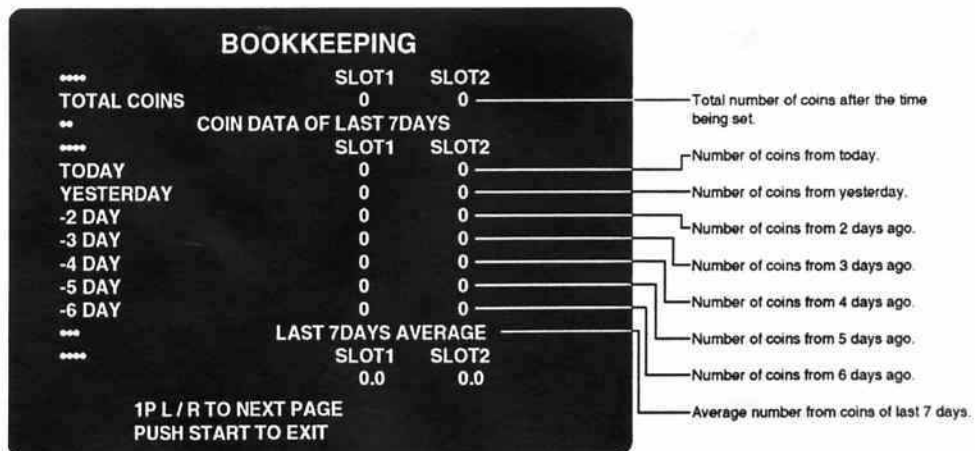 BOOKKEEPING
SLOT1 SLOT2
TOTAL COINS 0 0
COIN DATA OF LAST 7DAYS
SLOT1 SLOT2
TODAY 0 0
YESTERDAY 0 0
-2 DAY 0 0
-3 DAY 0 0
-4 DAY 0 0
-5 DAY 0 0
-6 DAY 0 0
LAST 7DAYS AVERAGE
SLOT1 SLOT2
0.0 0.0
1P L / R TO NEXT PAGE
PUSH START TO EXIT
Total number of coins after the time
being set.
Number of coins from today.
Number of coins from yesterday.
Number of coins from 2 days ago.
Number of coins from 3 days ago.
Number of coins from 4 days ago.
Number of coins from 5 days ago.
Number of coins from 6 days ago.
Average number from coins of last 7 days.